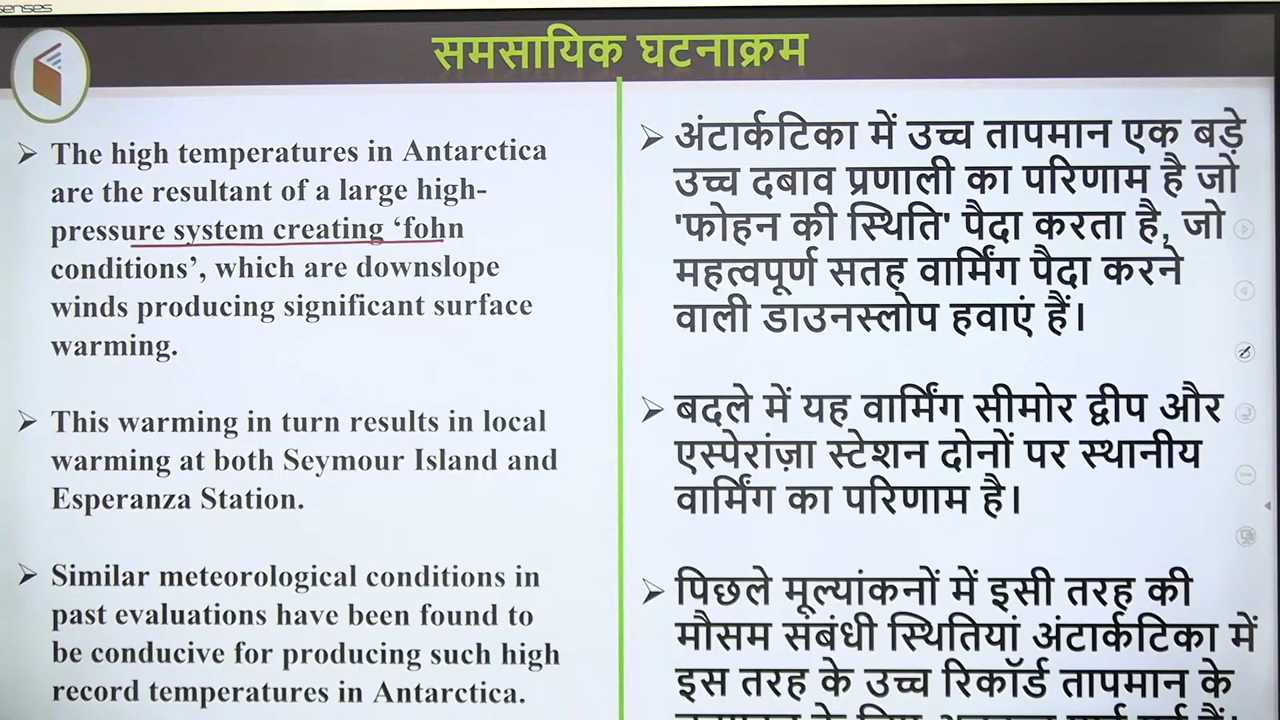 senses
समसायिक घटनाक्रम
➢ The high temperatures in Antarctica
are the resultant of a large high-
pressure system creating ‘fohn
conditions’, which are downslope
winds producing significant surface
warming.
➢ This warming in turn results in local
warming at both Seymour Island and
Esperanza Station.
➢ Similar meteorological conditions in
past evaluations have been found to
be conducive for producing such high
record temperatures in Antarctica.
➢ अंटार्कटिका में उच्च तापमान एक बड़े
उच्च दबाव प्रणाली का परिणाम है जो
'फोहन की स्थिति' पैदा करता है, जो
महत्वपूर्ण सतह वार्मिंग पैदा करने
वाली डाउनस्लोप हवाएं हैं।
➢ बदले में यह वार्मिंग सीमोर द्वीप और
एस्पेरांज़ा स्टेशन दोनों पर स्थानीय
वार्मिंग का परिणाम है।
➢ पिछले मूल्यांकनों में इसी तरह की
मौसम संबंधी स्थितियां अंटार्कटिका में
इस तरह के उच्च रिकॉर्ड तापमान के